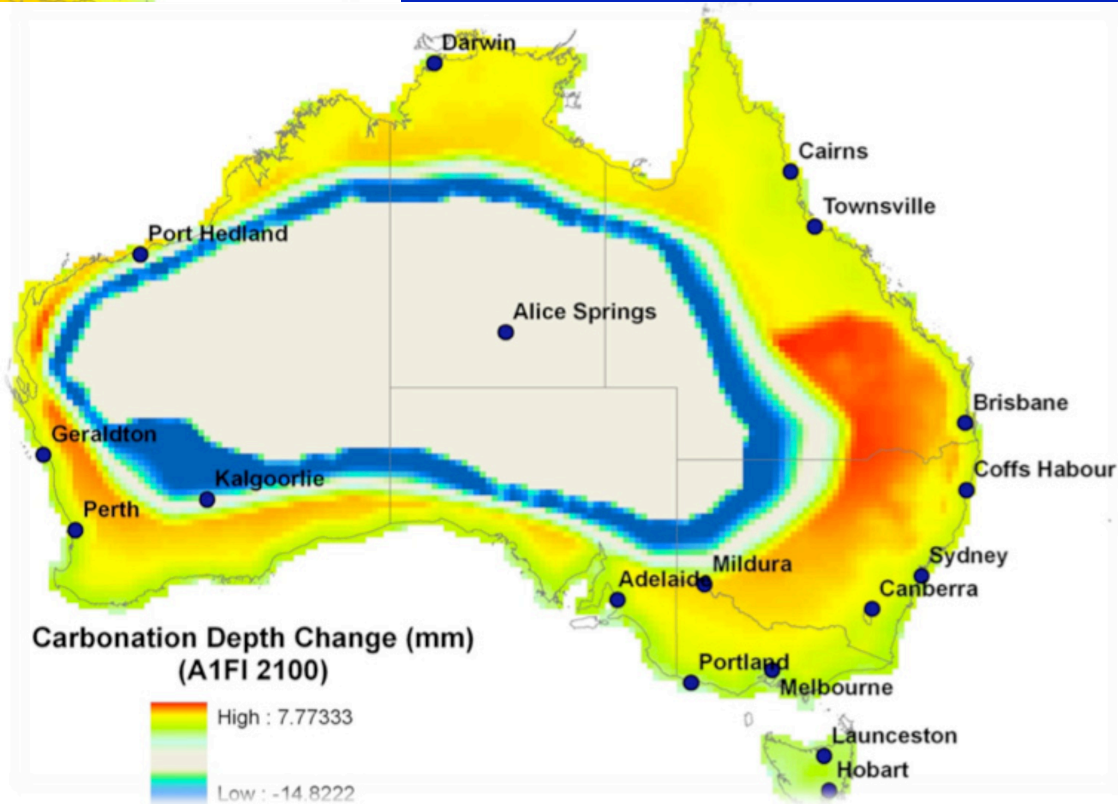 Darwin
Cairns
Townsville
Port Hedland
Alice Springs
Brisbane
Geraldton
Coffs Habour
Kalgoorlie
Perth
Sydney
Mildura
Adelaide
Canberra
Carbonation Depth Change (mm)
(A1FI 2100)
Portland
Melbourne
High : 7.77333
Launceston
Hobart
Low : -14.8222